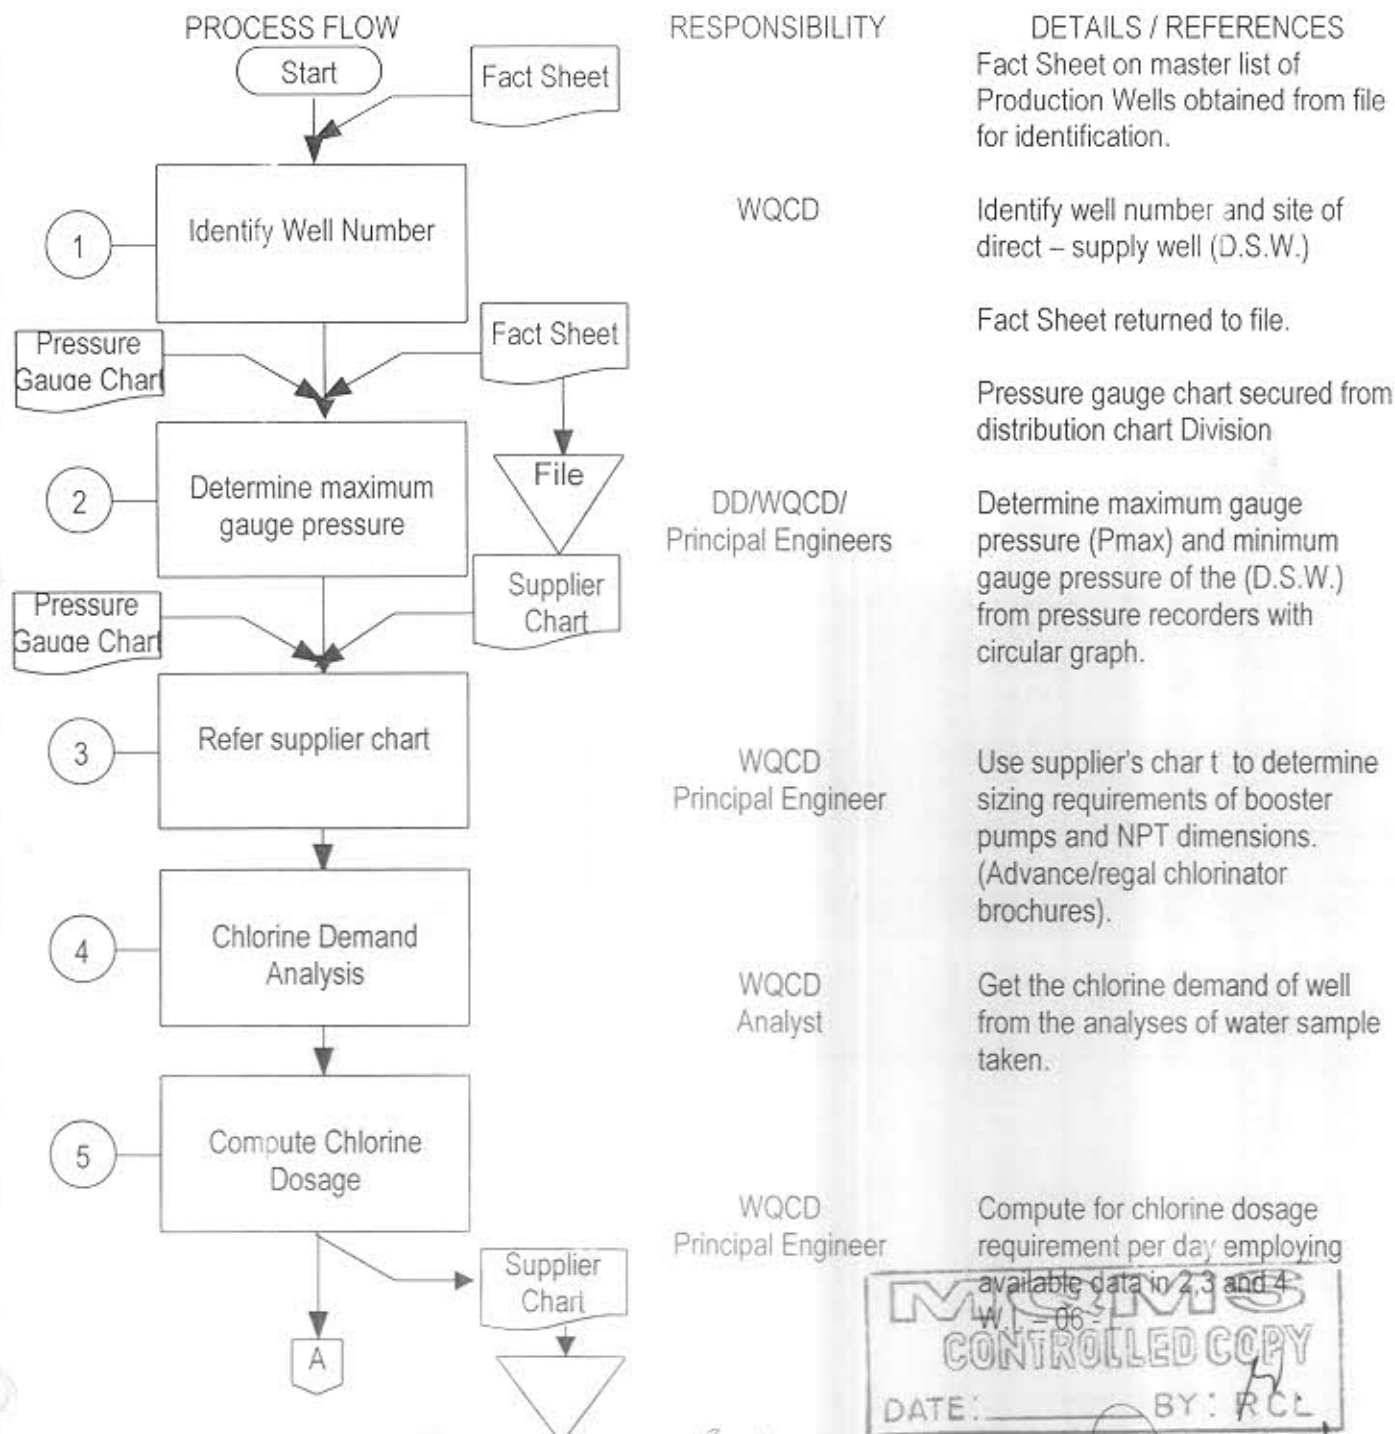 PROCESS FLOW
RESPONSIBILITY
DETAILS / REFERENCES
Start
Fact Sheet
Fact Sheet on master list of
Production Wells obtained from file
for identification.
1
Identify Well Number
WQCD
Identify well number and site of
direct – supply well (D.S.W.)
Fact Sheet returned to file.
Pressure
Gauge Chart
Fact Sheet
Pressure gauge chart secured from
distribution chart Division
File
2
Determine maximum
gauge pressure
DD/WQCD/
Principal Engineers
Determine maximum gauge
pressure (Pmax) and minimum
gauge pressure of the (D.S.W.)
from pressure recorders with
circular graph.
Pressure
Gauge Chart
Supplier
Chart
3
Refer supplier chart
WQCD
Principal Engineer
Use supplier's char t to determine
sizing requirements of booster
pumps and NPT dimensions.
(Advance/regal chlorinator
brochures).
4
Chlorine Demand
Analysis
WQCD
Analyst
Get the chlorine demand of well
from the analyses of water sample
taken.
5
Compute Chlorine
Dosage
WQCD
Principal Engineer
Compute for chlorine dosage
requirement per day employing
available data in 2,3 and 4
– 06 -
Supplier
Chart
A
MQMS
CONTROLLED COPY
DATE: BY: RCL